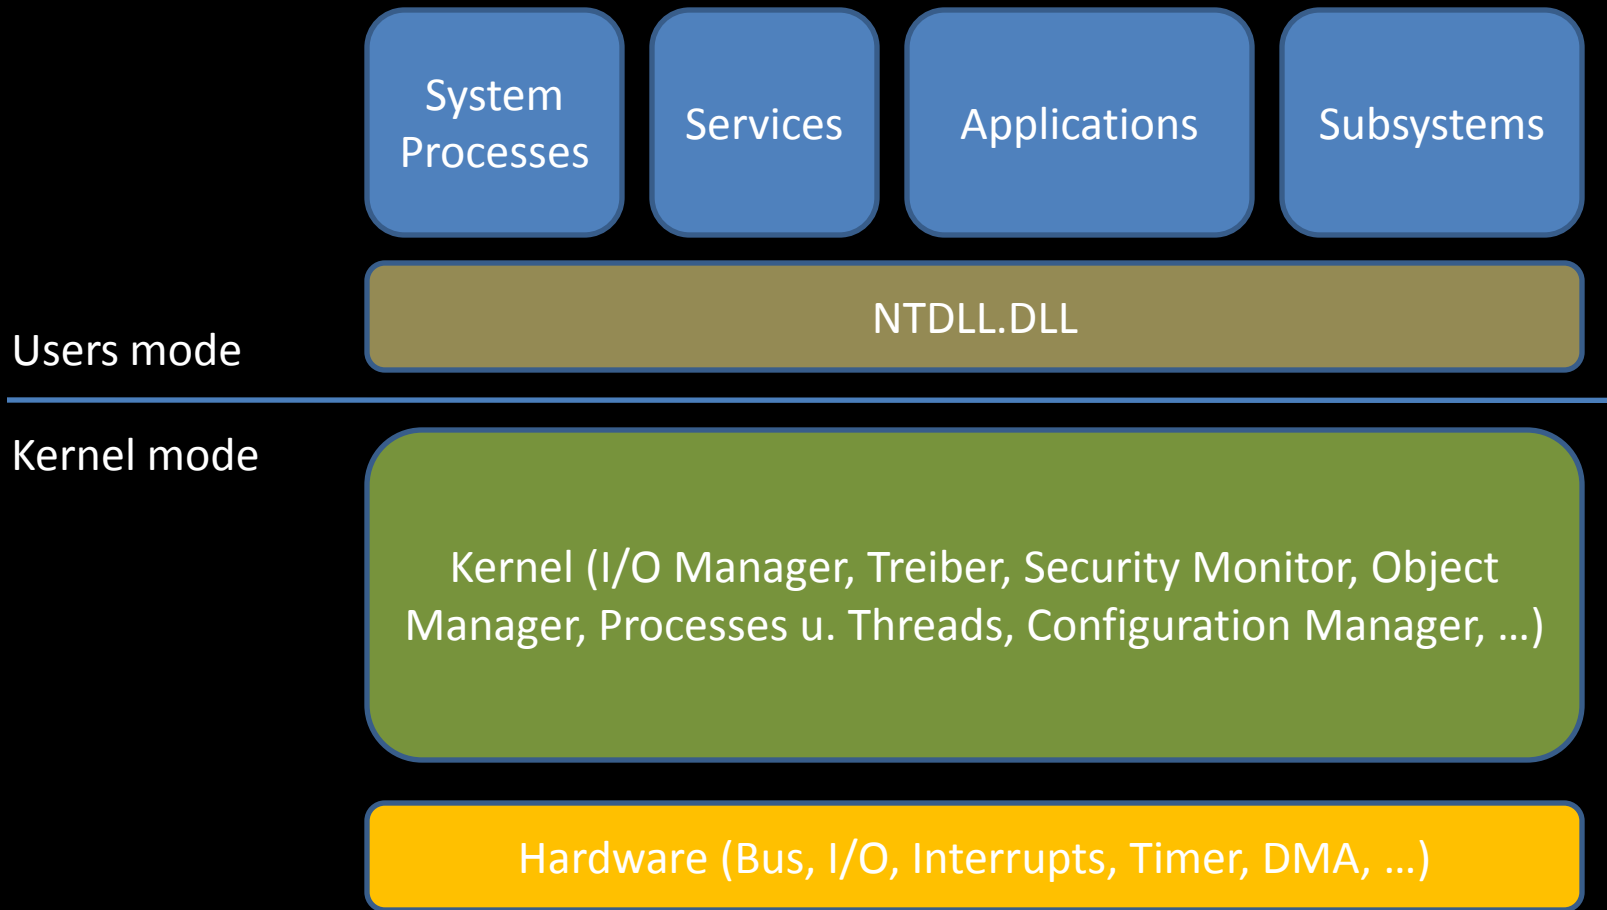 System
Processes
Services
Applications
Subsystems
NTDLL.DLL
Users mode
Kernel mode
Kernel (I/O Manager, Treiber, Security Monitor, Object
Manager, Processes u. Threads, Configuration Manager, ...)
Hardware (Bus, I/O, Interrupts, Timer, DMA, ...)